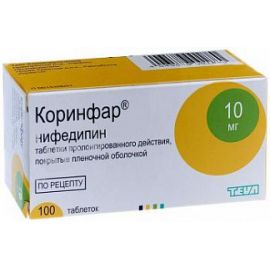 Коринфар®
нифедипин
10
мг
таблетки пролонгированного действия,
покрытые пленочной оболочкой
ПО РЕЦЕПТУ
100 таблеток
TEVA